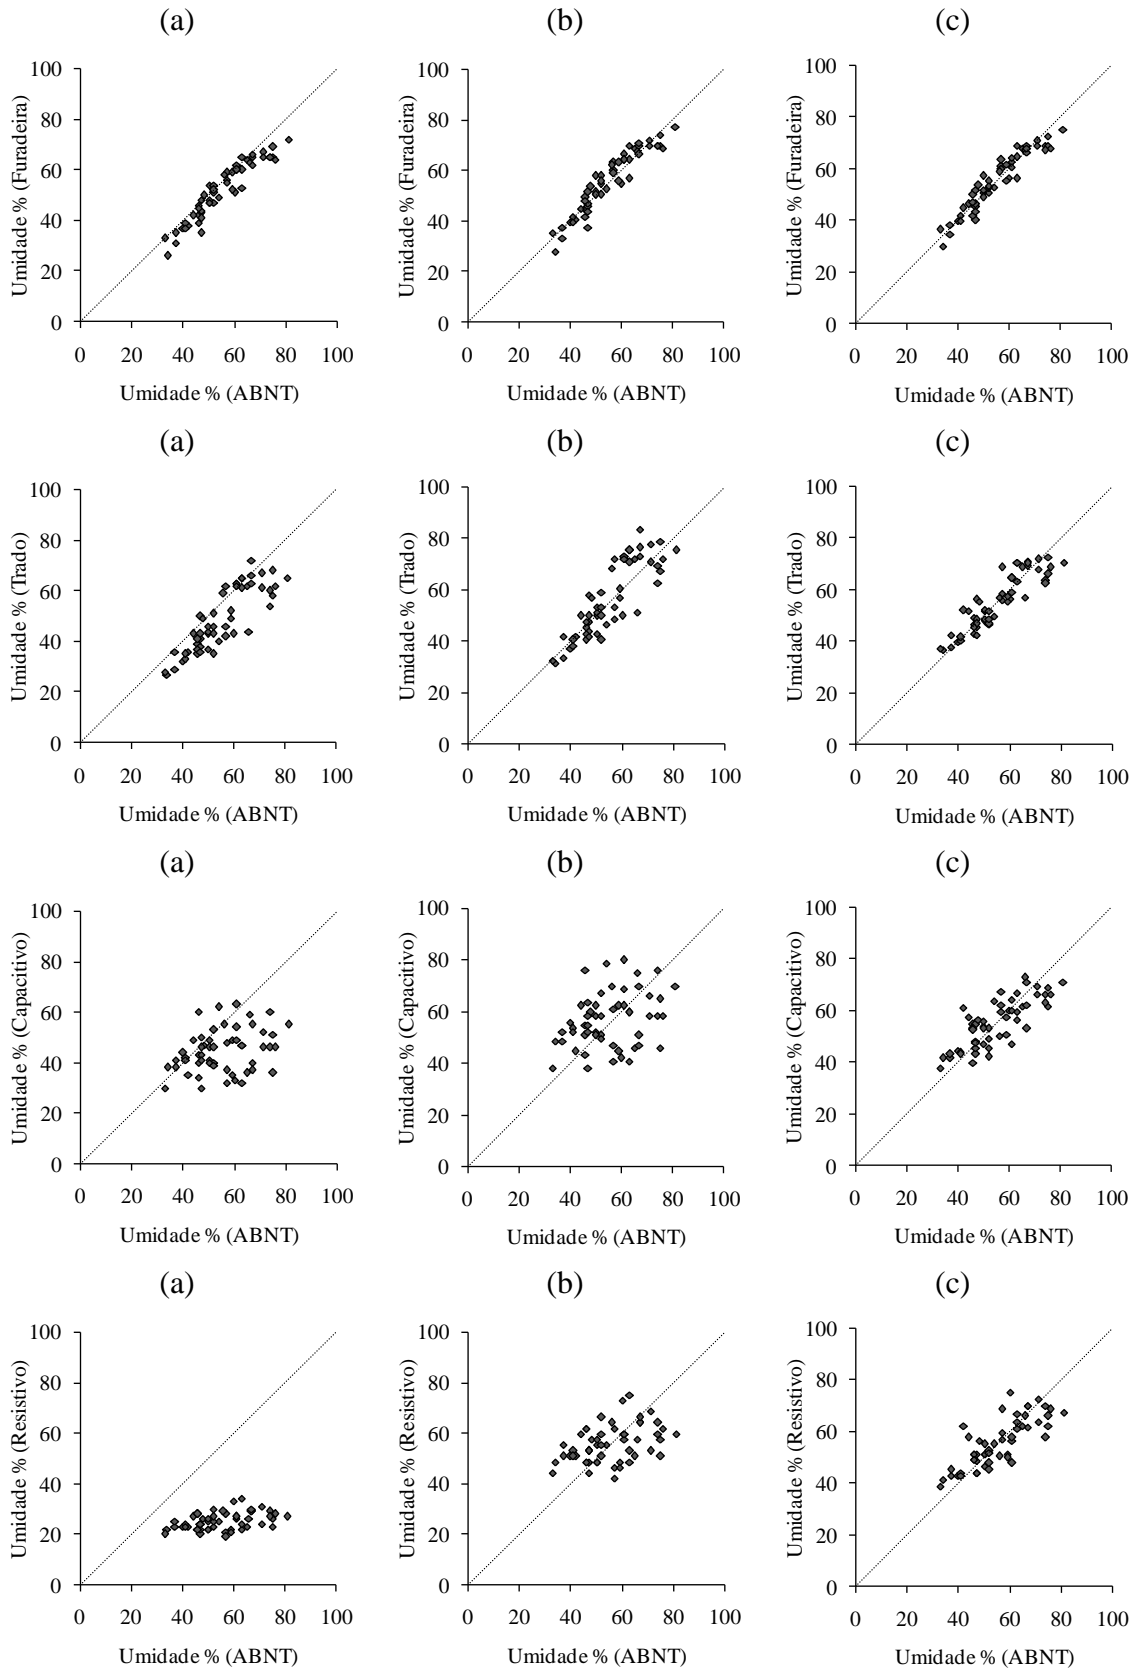 (a) (b) (c)
100 100 100
80 80 80
60 60 60
40 40 40
20 20 20
0 0 0
Umidade % (Furadeira) Umidade % (Furadeira) Umidade % (Furadeira)
0 20 40 60 80 100 0 20 40 60 80 100 0 20 40 60 80 100
Umidade % (ABNT) Umidade % (ABNT) Umidade % (ABNT)
(a) (b) (c)
100 100 100
80 80 80
60 60 60
40 40 40
20 20 20
0 0 0
Umidade % (Trado) Umidade % (Trado) Umidade % (Trado)
0 20 40 60 80 100 0 20 40 60 80 100 0 20 40 60 80 100
Umidade % (ABNT) Umidade % (ABNT) Umidade % (ABNT)
(a) (b) (c)
100 100 100
80 80 80
60 60 60
40 40 40
20 20 20
0 0 0
Umidade % (Capacitivo) Umidade % (Capacitivo) Umidade % (Capacitivo)
0 20 40 60 80 100 0 20 40 60 80 100 0 20 40 60 80 100
Umidade % (ABNT) Umidade % (ABNT) Umidade % (ABNT)
(a) (b) (c)
100 100 100
80 80 80
60 60 60
40 40 40
20 20 20
0 0 0
Umidade % (Resistivo) Umidade % (Resistivo) Umidade % (Resistivo)
0 20 40 60 80 100 0 20 40 60 80 100 0 20 40 60 80 100
Umidade % (ABNT) Umidade % (ABNT) Umidade % (ABNT)